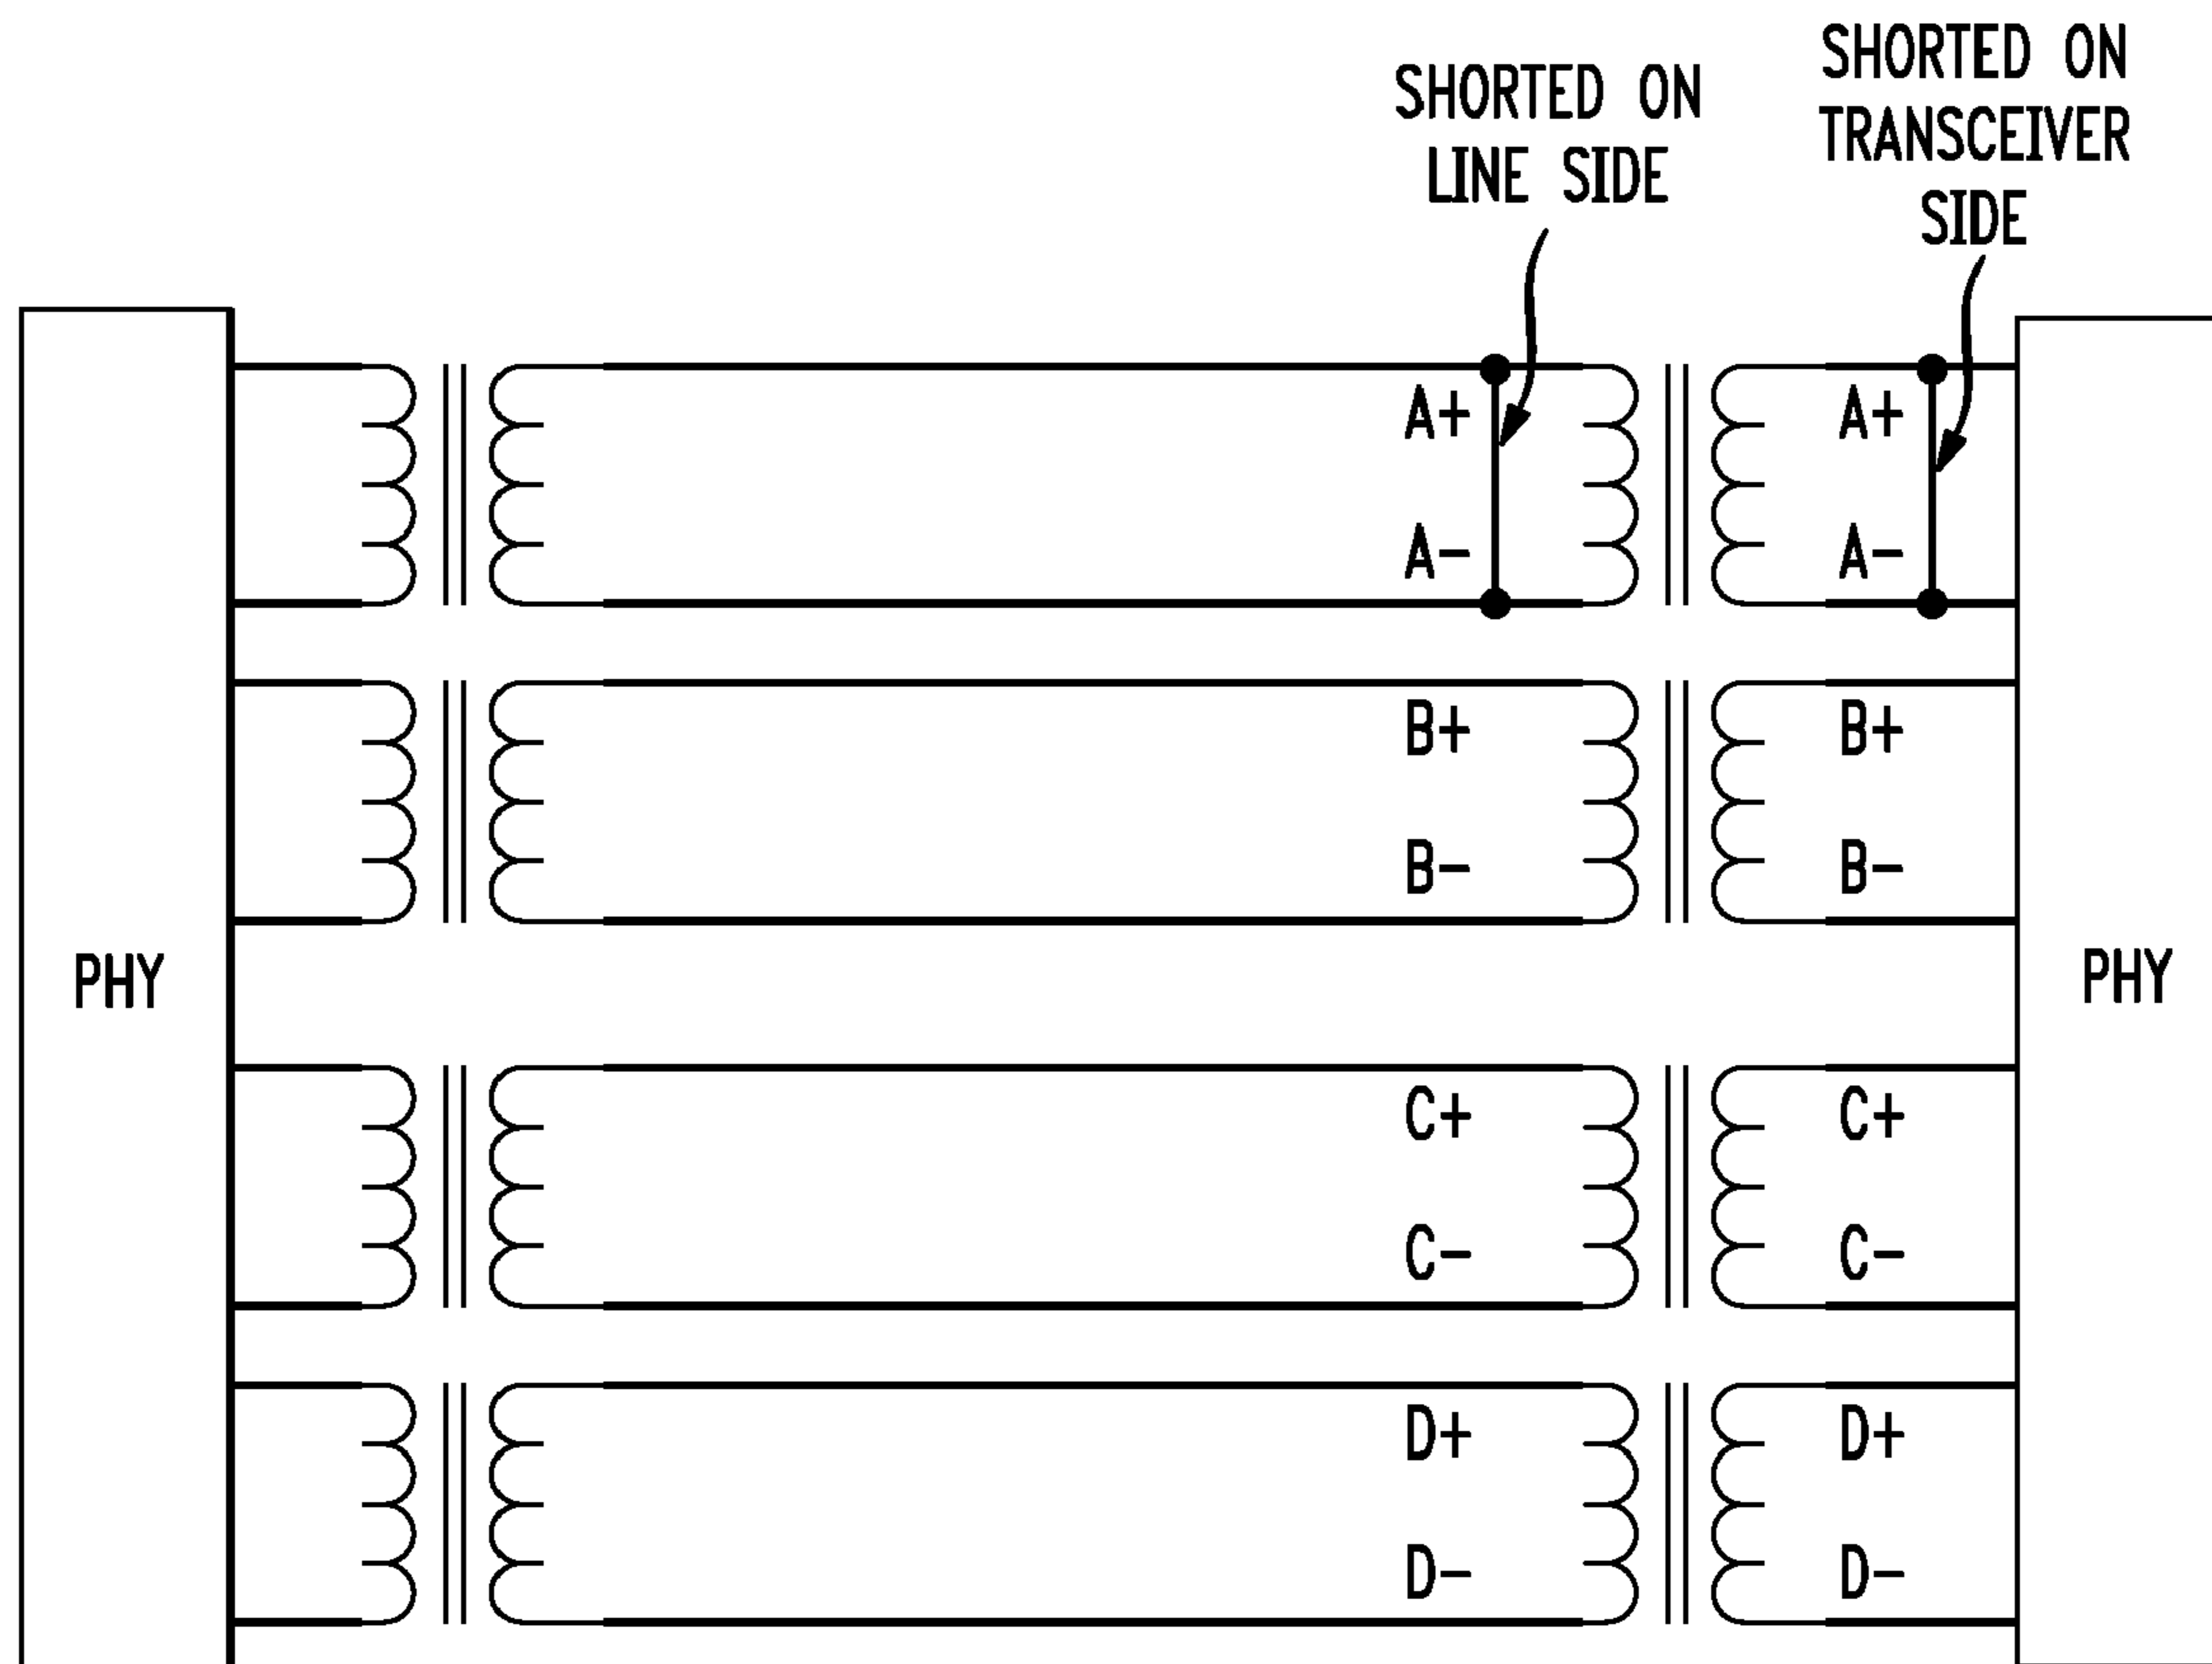 SHORTED ON
LINE SIDE
SHORTED ON
TRANSCEIVER
SIDE
A+ A+
A- A-
B+ B+
B- B-
PHY PHY
C+ C+
C- C-
D+ D+
D- D-